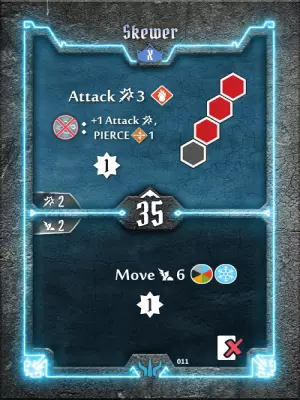 Skewer
X
Attack 3
+1 Attack ,
PIERCE 1
1
2
35
2
Move 6
1
011